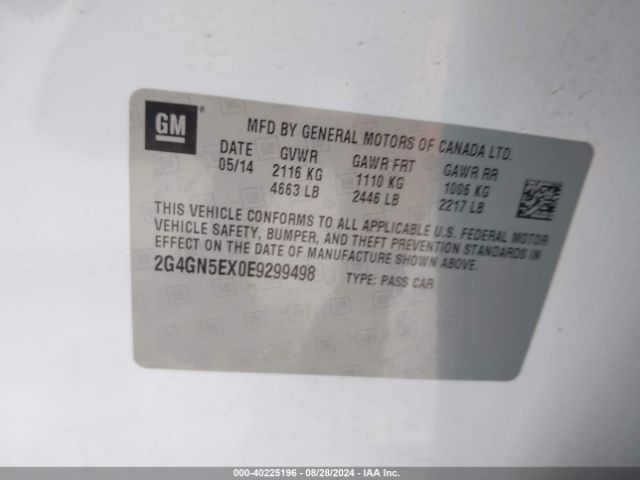 GM ®
MFD BY GENERAL MOTORS OF CANADA LTD.
DATE GVWR GAWR FRT GAWR RR
05/14 2116 KG 1110 KG 1006 KG
4663 LB 2446 LB 2217 LB
THIS VEHICLE CONFORMS TO ALL APPLICABLE U.S. FEDERAL MOTOR
VEHICLE SAFETY, BUMPER, AND THEFT PREVENTION STANDARDS IN
EFFECT ON THE DATE OF MANUFACTURE SHOWN ABOVE.
2G4GN5EX0E9299498 TYPE: PASS CAR
000-40225196 - 08/28/2024 - IAAI.com